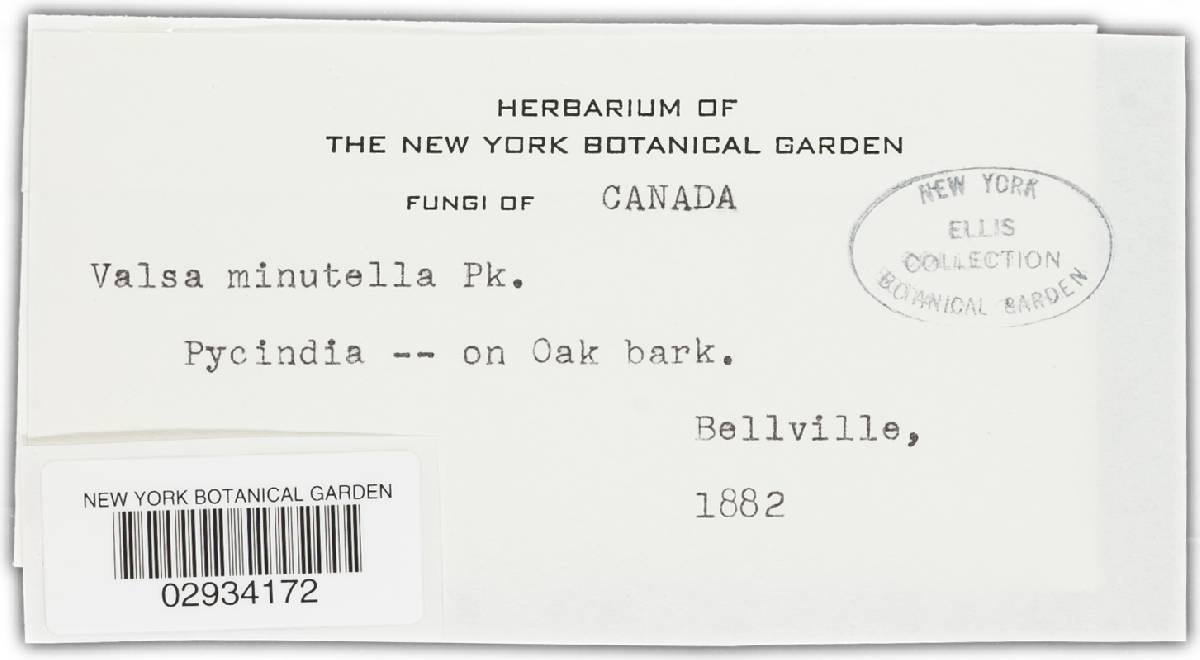 HERBARIUM OF
THE NEW YORK BOTANICAL GARDEN
FUNGI OF CANADA
NEW YORK
ELLIS
COLLECTION
BOTANICAL GARDEN
Valsa minutella Pk.
Pycindia -- on Oak bark.
Bellville,
1882
NEW YORK BOTANICAL GARDEN
02934172